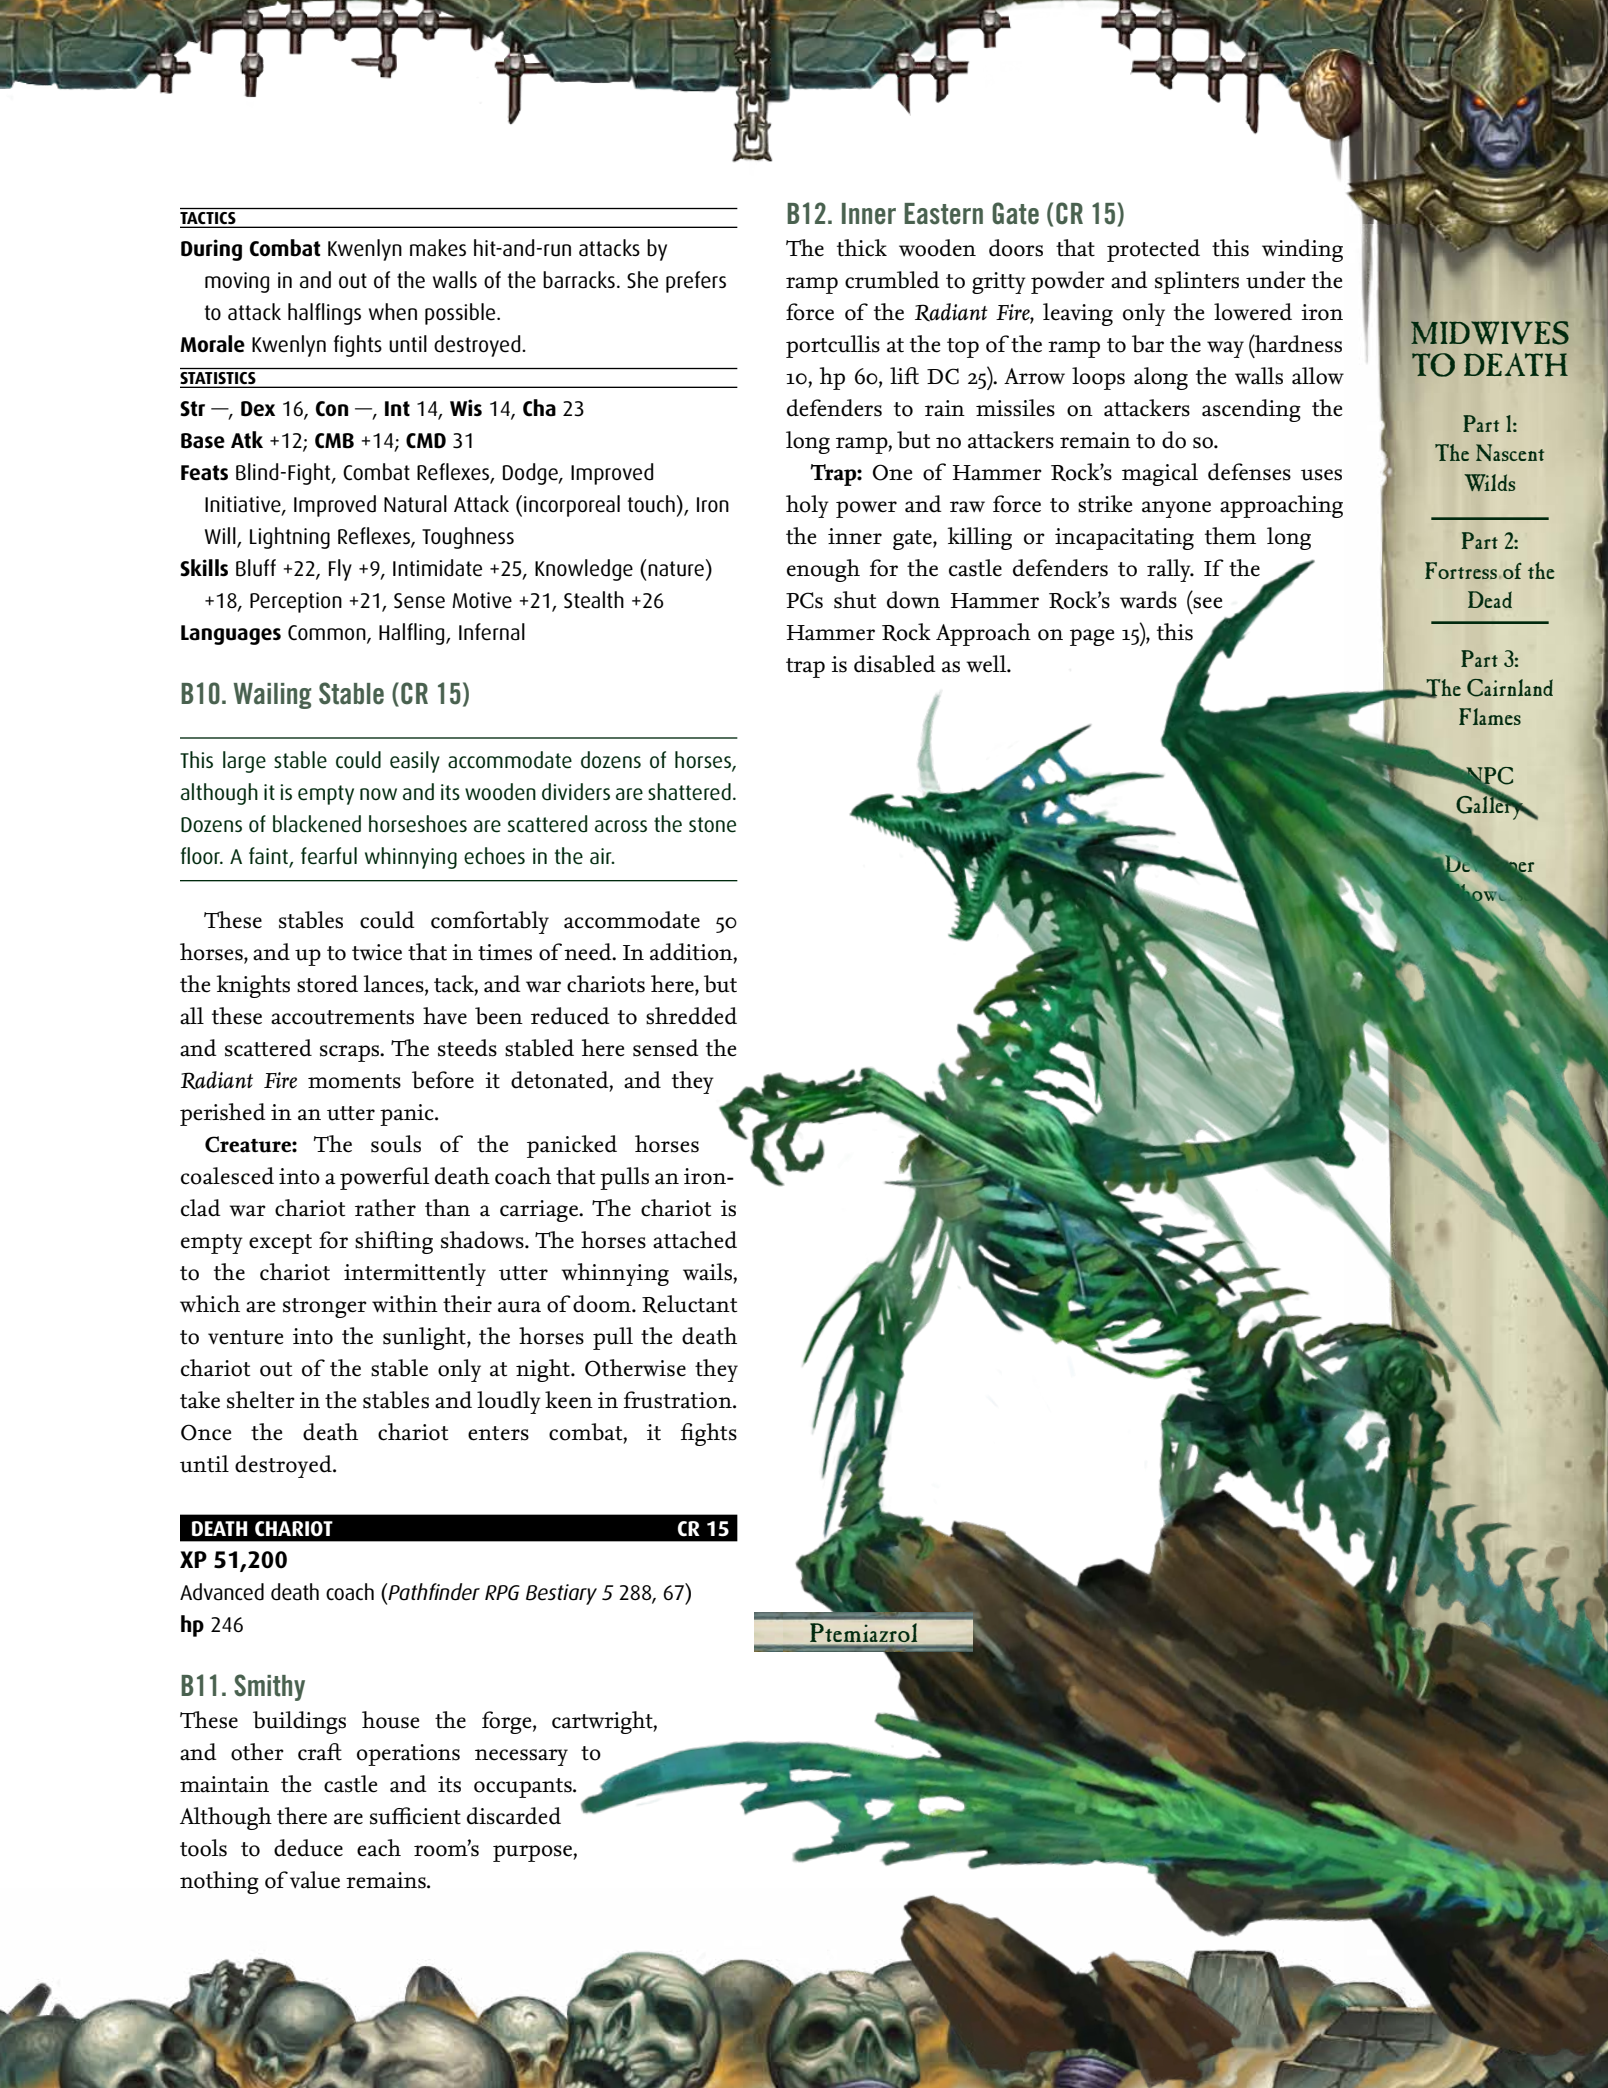 TACTICS
During Combat Kwenlyn makes hit-and-run attacks by
moving in and out of the walls of the barracks. She prefers
to attack halflings when possible.
Morale Kwenlyn fights until destroyed.
STATISTICS
Str —, Dex 16, Con —, Int 14, Wis 14, Cha 23
Base Atk +12; CMB +14; CMD 31
Feats Blind-Fight, Combat Reflexes, Dodge, Improved
Initiative, Improved Natural Attack (incorporeal touch), Iron
Will, Lightning Reflexes, Toughness
Skills Bluff +22, Fly +9, Intimidate +25, Knowledge (nature)
+18, Perception +21, Sense Motive +21, Stealth +26
Languages Common, Halfling, Infernal
B10. Wailing Stable (CR 15)
This large stable could easily accommodate dozens of horses,
although it is empty now and its wooden dividers are shattered.
Dozens of blackened horseshoes are scattered across the stone
floor. A faint, fearful whinnying echoes in the air.
These stables could comfortably accommodate 50
horses, and up to twice that in times of need. In addition,
the knights stored lances, tack, and war chariots here, but
all these accoutrements have been reduced to shredded
and scattered scraps. The steeds stabled here sensed the
Radiant Fire moments before it detonated, and they
perished in an utter panic.
Creature: The souls of the panicked horses
coalesced into a powerful death coach that pulls an iron-
clad war chariot rather than a carriage. The chariot is
empty except for shifting shadows. The horses attached
to the chariot intermittently utter whinnying wails,
which are stronger within their aura of doom. Reluctant
to venture into the sunlight, the horses pull the death
chariot out of the stable only at night. Otherwise they
take shelter in the stables and loudly keen in frustration.
Once the death chariot enters combat, it fights
until destroyed.
DEATH CHARIOT CR 15
XP 51,200
Advanced death coach (Pathfinder RPG Bestiary 5 288, 67)
hp 246
B11. Smithy
These buildings house the forge, cartwright,
and other craft operations necessary to
maintain the castle and its occupants.
Although there are sufficient discarded
tools to deduce each room's purpose,
nothing of value remains.
B12. Inner Eastern Gate (CR 15)
The thick wooden doors that protected this winding
ramp crumbled to gritty powder and splinters under the
force of the Radiant Fire, leaving only the lowered iron
portcullis at the top of the ramp to bar the way (hardness
10, hp 60, lift DC 25). Arrow loops along the walls allow
defenders to rain missiles on attackers ascending the
long ramp, but no attackers remain to do so.
Trap: One of Hammer Rock's magical defenses uses
holy power and raw force to strike anyone approaching
the inner gate, killing or incapacitating them long
enough for the castle defenders to rally. If the
PCs shut down Hammer Rock's wards (see
Hammer Rock Approach on page 15), this
trap is disabled as well.
Ptemiazrol
MIDWIVES
TO DEATH
Part 1:
The Nascent
Wilds
Part 2:
Fortress of the
Dead
Part 3:
The Cairnland
Flames
NPC
Gallery